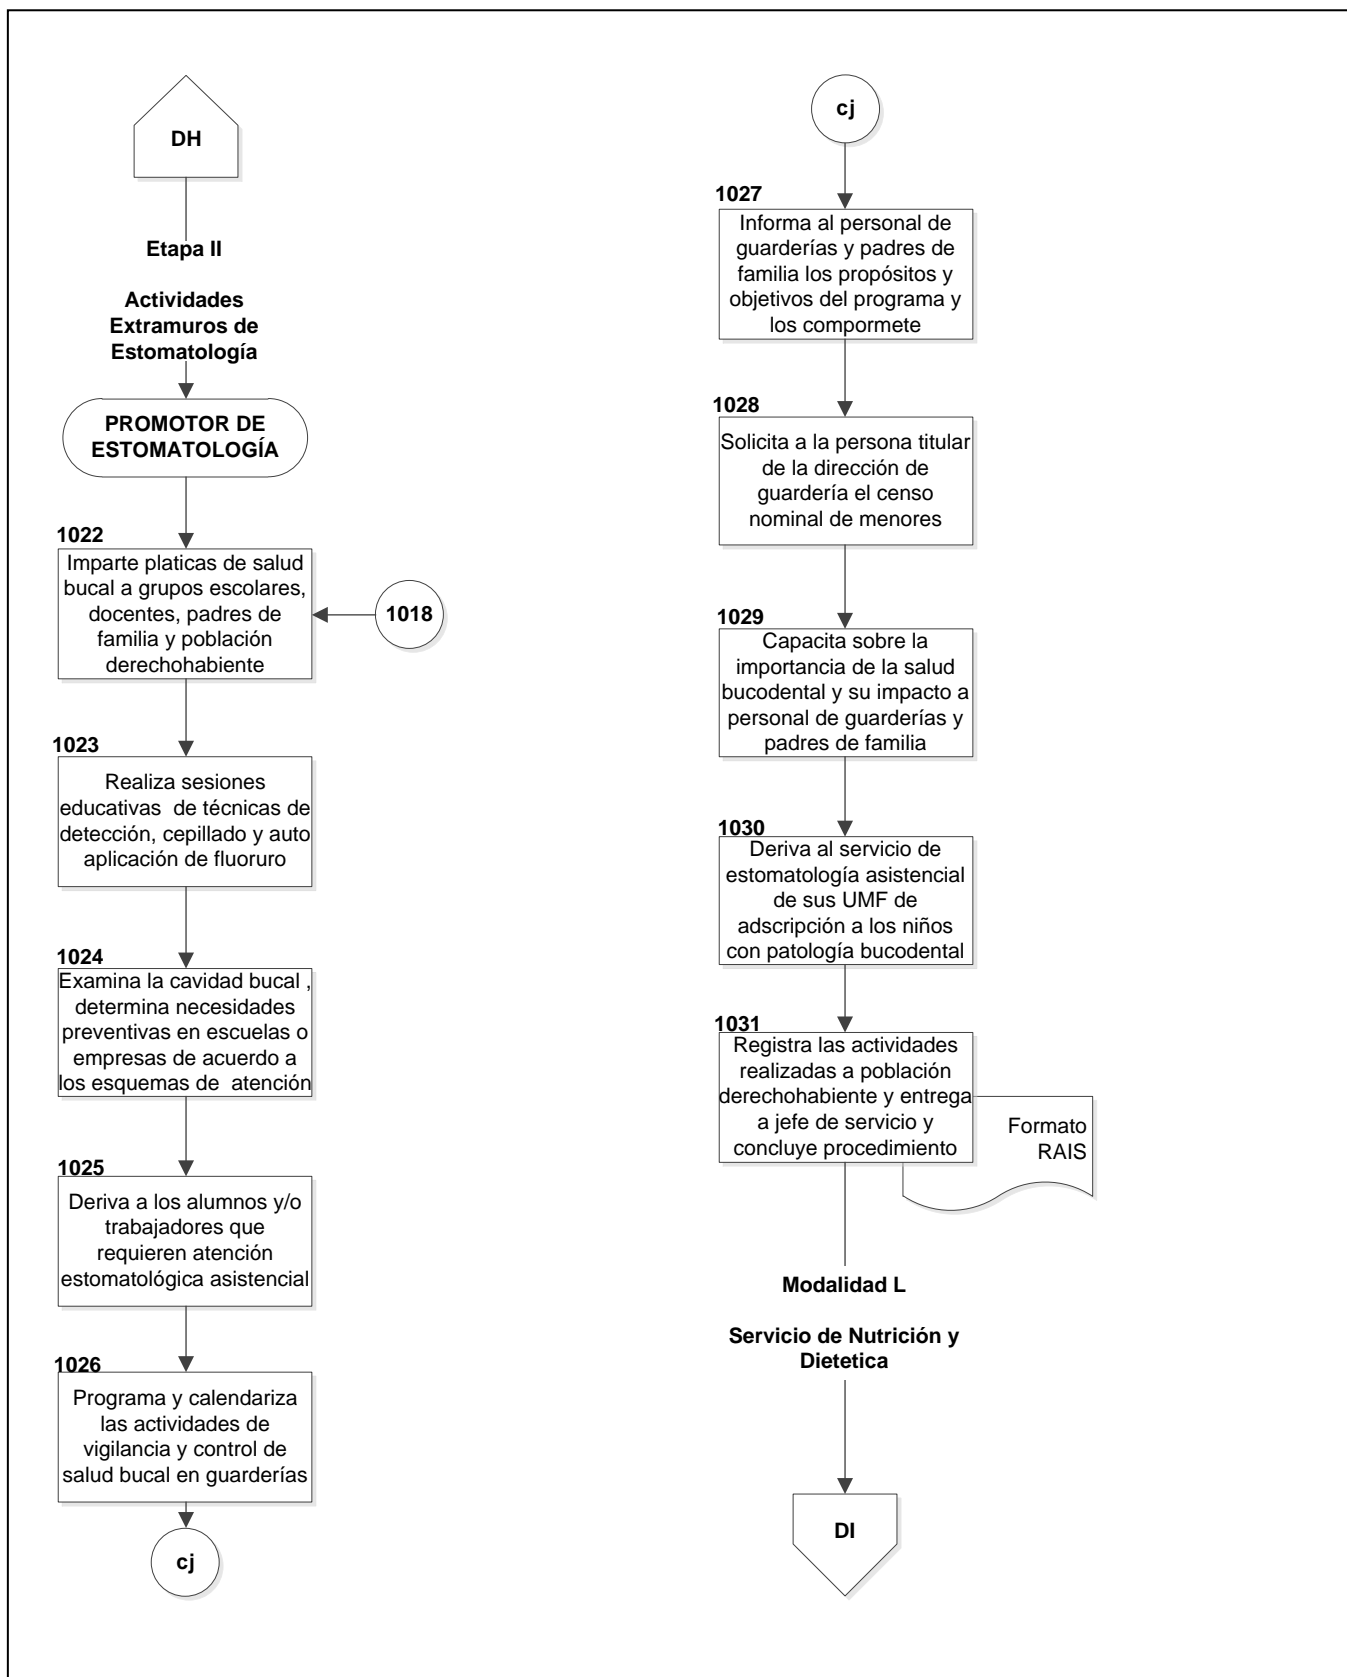 DH
Etapa II
Actividades
Extramuros de
Estomatología
PROMOTOR DE
ESTOMATOLOGÍA
1022
Imparte platicas de salud
bucal a grupos escolares,
docentes, padres de
familia y población
derechohabiente
1018
1023
Realiza sesiones
educativas de técnicas de
detección, cepillado y auto
aplicación de fluoruro
1024
Examina la cavidad bucal ,
determina necesidades
preventivas en escuelas o
empresas de acuerdo a
los esquemas de atención
1025
Deriva a los alumnos y/o
trabajadores que
requieren atención
estomatológica asistencial
1026
Programa y calendariza
las actividades de
vigilancia y control de
salud bucal en guarderías
cj
cj
1027
Informa al personal de
guarderías y padres de
familia los propósitos y
objetivos del programa y
los compormete
1028
Solicita a la persona titular
de la dirección de
guardería el censo
nominal de menores
1029
Capacita sobre la
importancia de la salud
bucodental y su impacto a
personal de guarderías y
padres de familia
1030
Deriva al servicio de
estomatología asistencial
de sus UMF de
adscripción a los niños
con patología bucodental
1031
Registra las actividades
realizadas a población
derechohabiente y entrega
a jefe de servicio y
concluye procedimiento
Formato
RAIS
Modalidad L
Servicio de Nutrición y
Dietetica
DI